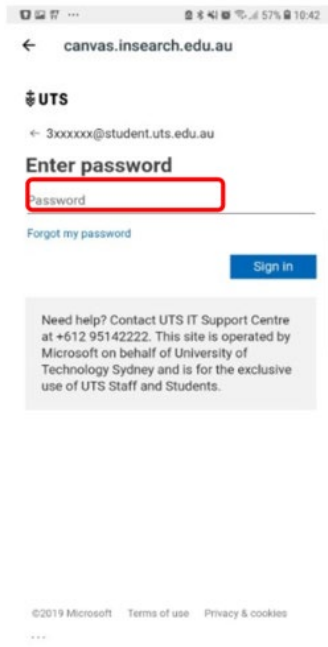 57% 10:42
← canvas.insearch.edu.au
UTS
← 3xxxxxx@student.uts.edu.au
Enter password
Password
Forgot my password
Sign in
Need help? Contact UTS IT Support Centre
at +612 95142222. This site is operated by
Microsoft on behalf of University of
Technology Sydney and is for the exclusive
use of UTS Staff and Students.
©2019 Microsoft Terms of use Privacy & cookies
...